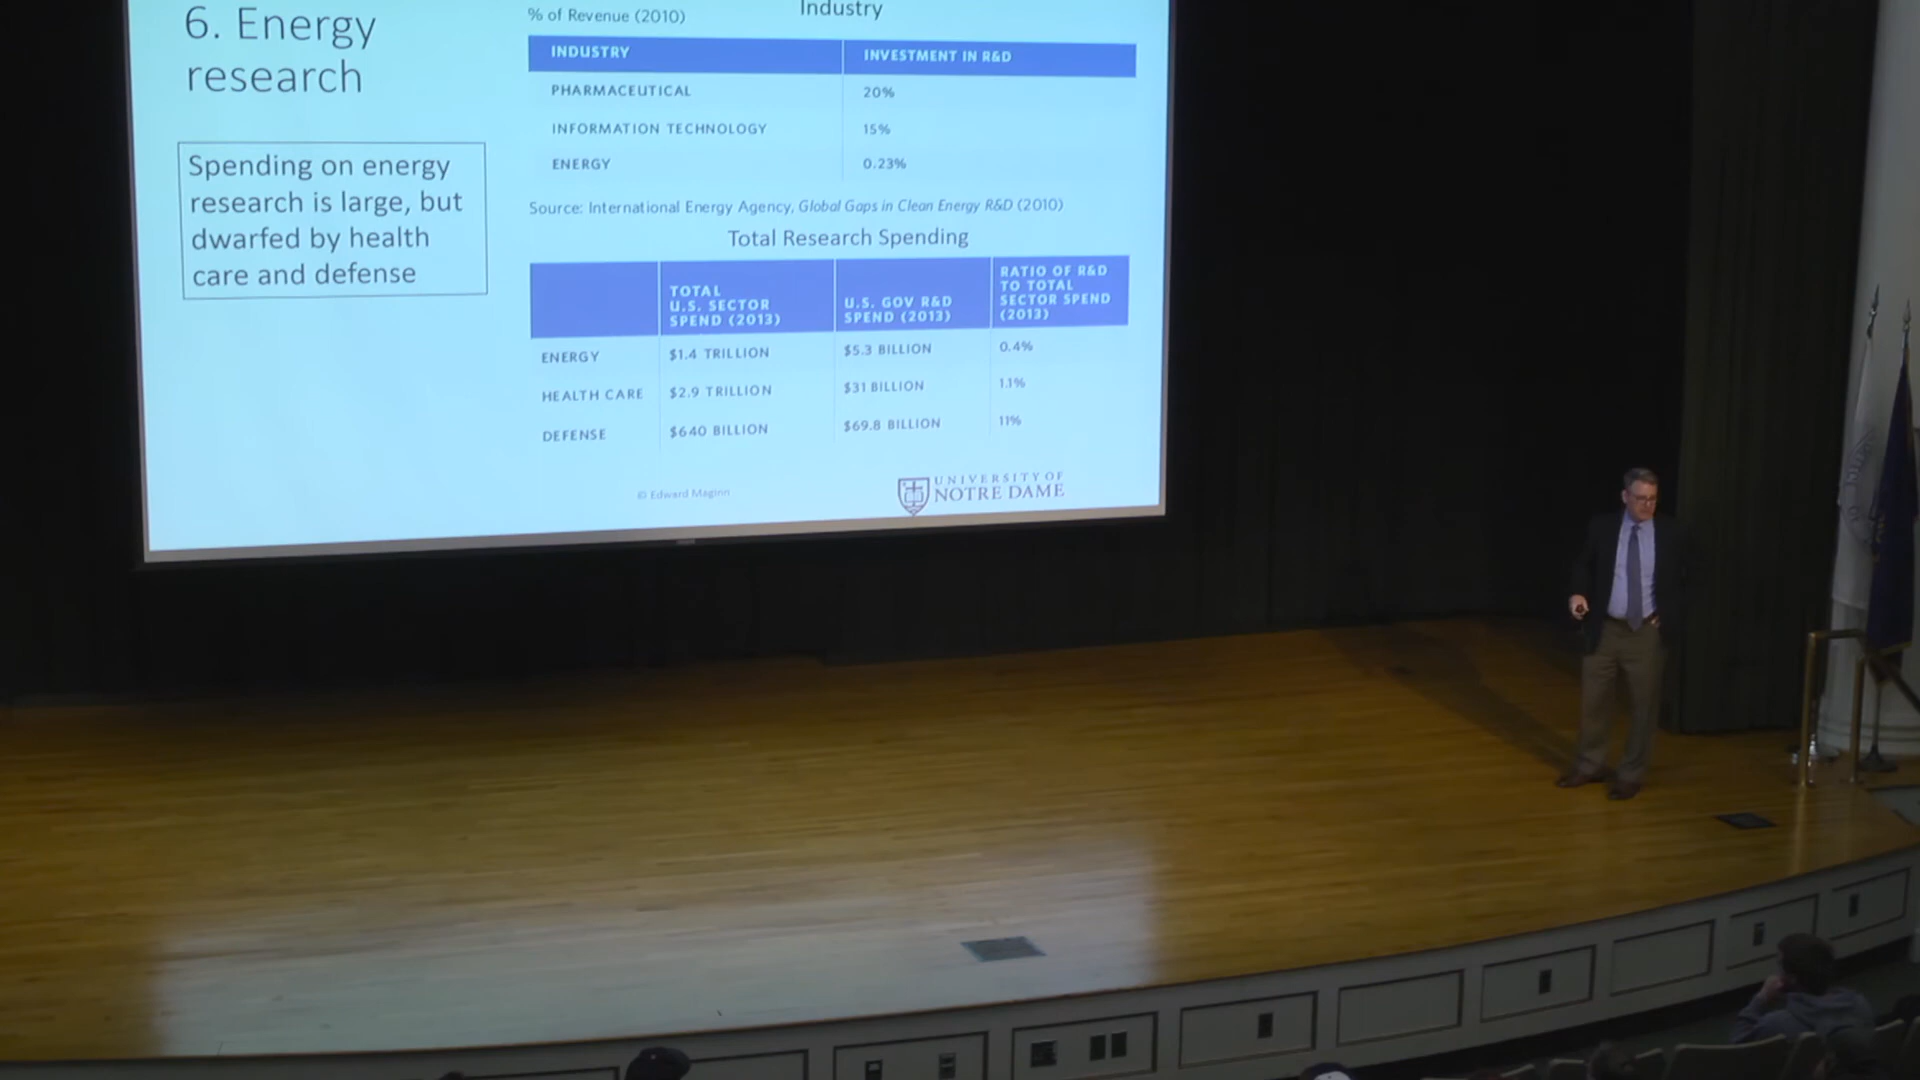 6. Energy
research
Spending on energy
research is large, but
dwarfed by health
care and defense
% of Revenue (2010)
Industry
INDUSTRY INVESTMENT IN R&D
PHARMACEUTICAL 20%
INFORMATION TECHNOLOGY 15%
ENERGY 0.23%
Source: International Energy Agency, Global Gaps in Clean Energy R&D (2010)
Total Research Spending
TOTAL
U.S. SECTOR
SPEND (2013)
U.S. GOV R&D
SPEND (2013)
RATIO OF R&D
TO TOTAL
SECTOR SPEND
(2013)
ENERGY $1.4 TRILLION $5.3 BILLION 0.4%
HEALTH CARE $2.9 TRILLION $31 BILLION 1.1%
DEFENSE $640 BILLION $69.8 BILLION 11%
© Edward Maginn
UNIVERSITY OF
NOTRE DAME